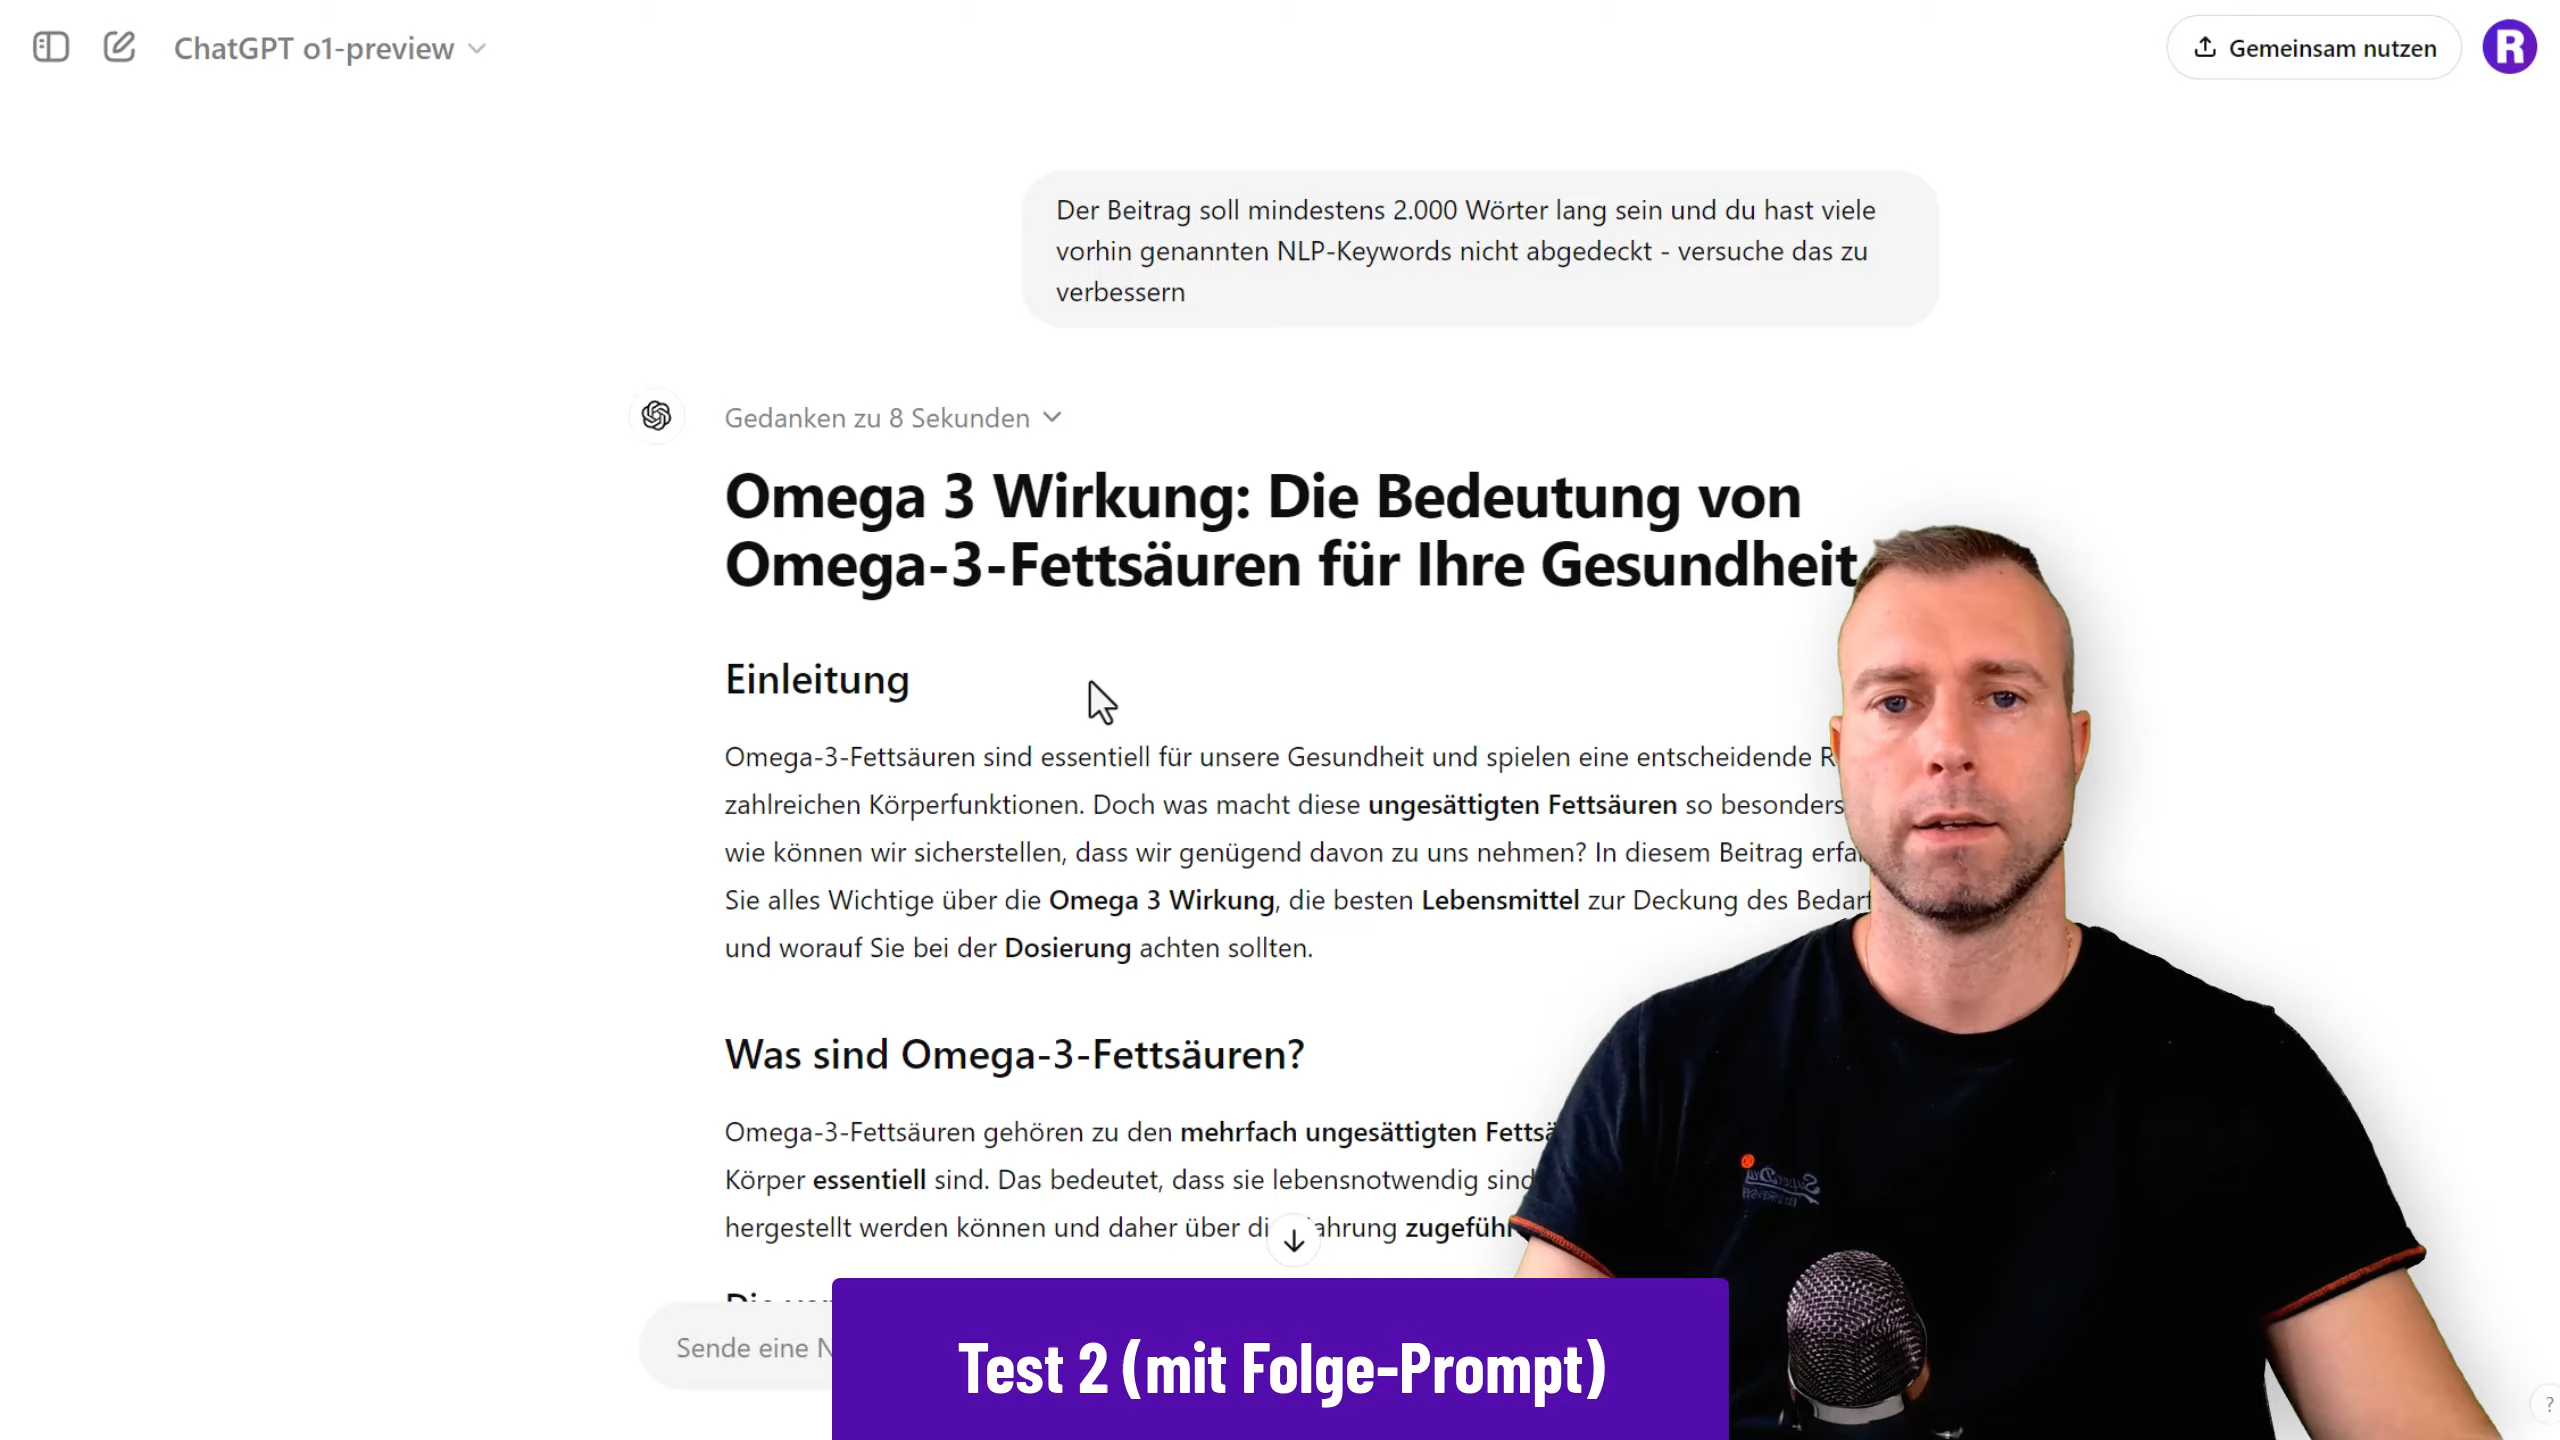 ChatGPT o1-preview
Gemeinsam nutzen
R
Der Beitrag soll mindestens 2.000 Wörter lang sein und du hast viele
vorhin genannten NLP-Keywords nicht abgedeckt - versuche das zu
verbessern
Gedanken zu 8 Sekunden
Omega 3 Wirkung: Die Bedeutung von
Omega-3-Fettsäuren für Ihre Gesundheit
Einleitung
Omega-3-Fettsäuren sind essentiell für unsere Gesundheit und spielen eine entscheidende
zahlreichen Körperfunktionen. Doch was macht diese ungesättigten Fettsäuren so besonders
wie können wir sicherstellen, dass wir genügend davon zu uns nehmen? In diesem Beitrag
Sie alles Wichtige über die Omega 3 Wirkung, die besten Lebensmittel zur Deckung des
und worauf Sie bei der Dosierung achten sollten.
Was sind Omega-3-Fettsäuren?
Omega-3-Fettsäuren gehören zu den mehrfach ungesättigten
Körper essentiell sind. Das bedeutet, dass sie lebensnotwendig sind
hergestellt werden können und daher über
Sende eine
Test 2 (mit Folge-Prompt)
?